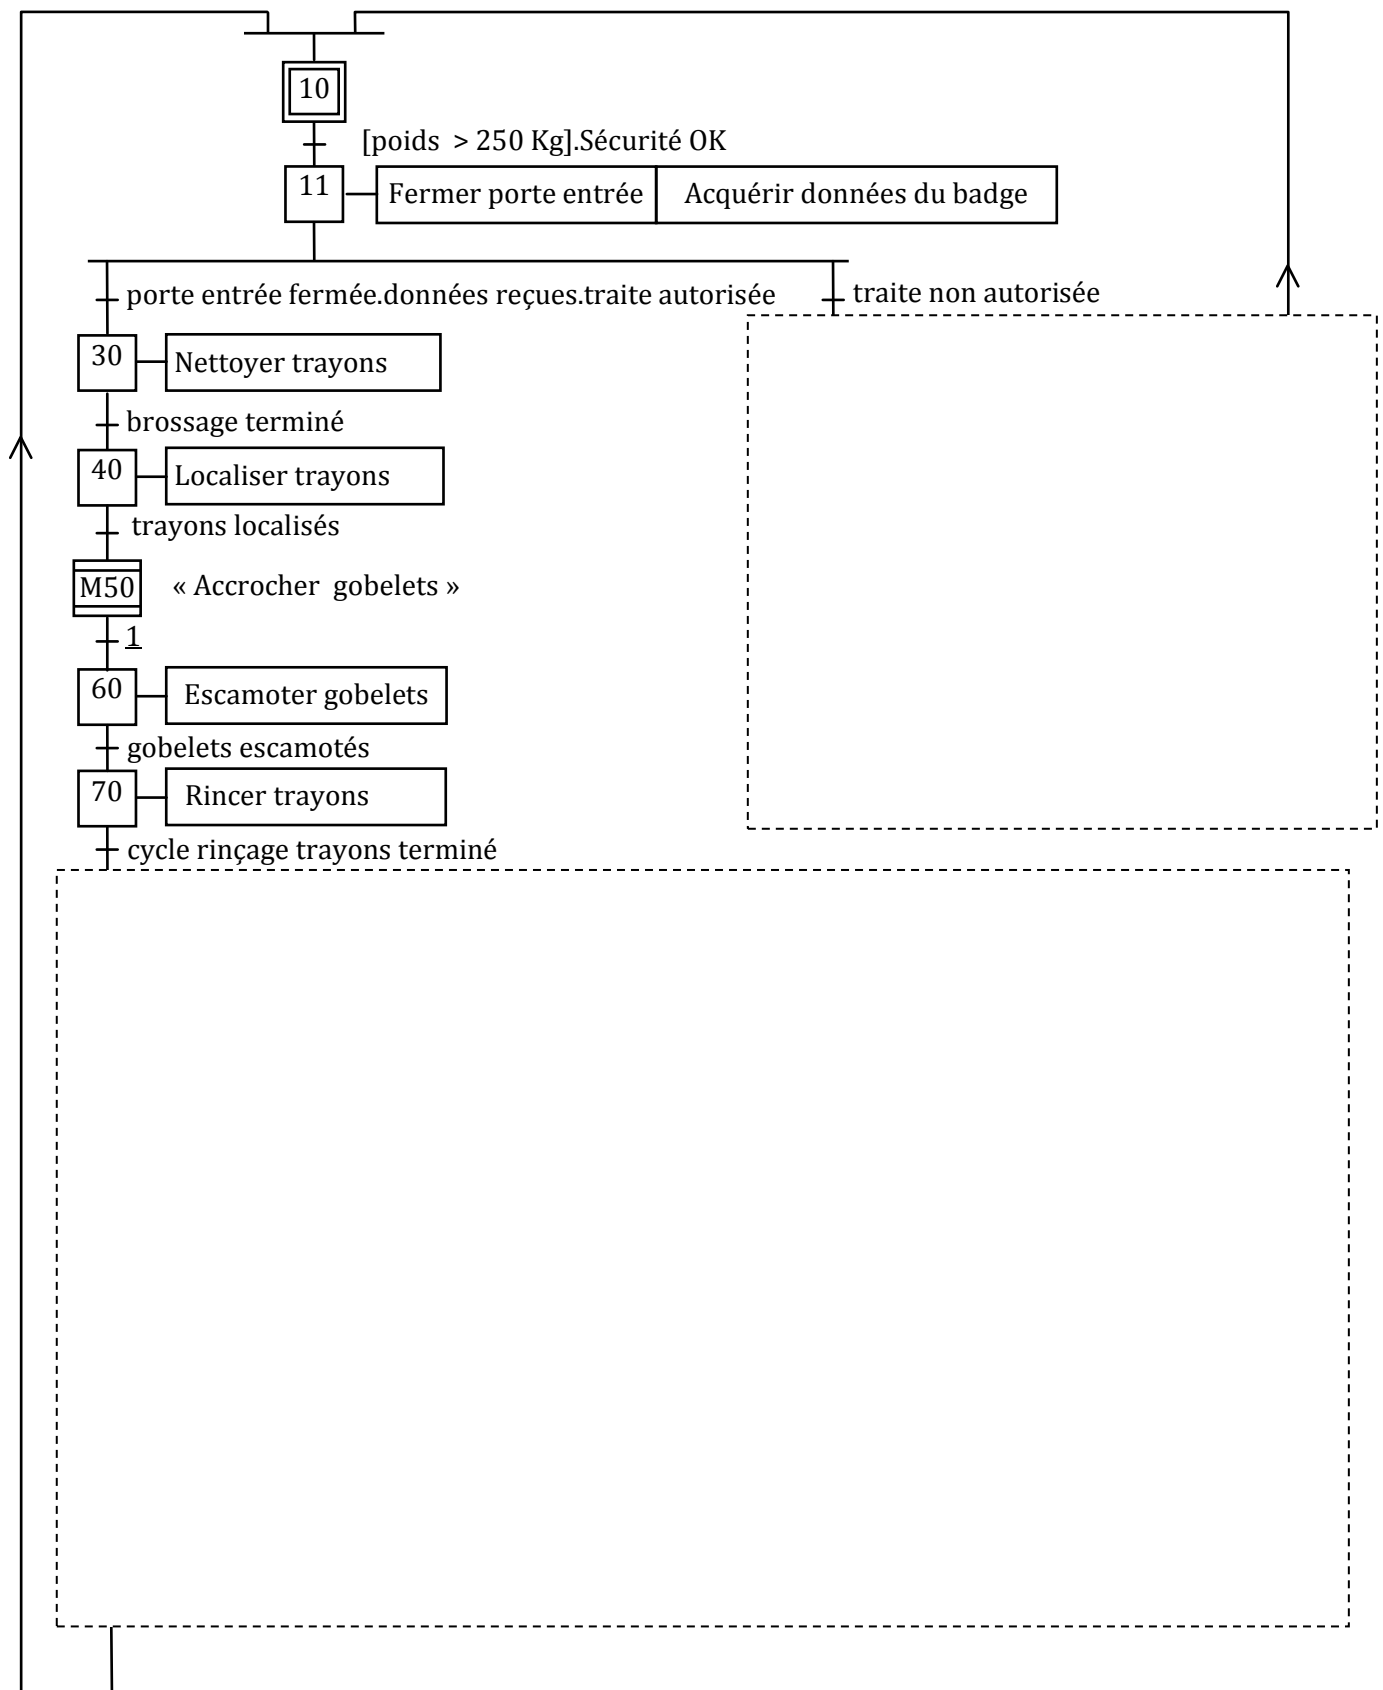 10
[poids > 250 Kg].Sécurité OK
11
Fermer porte entrée
Acquérir données du badge
porte entrée fermée.données reçues.traite autorisée
traite non autorisée
30
Nettoyer trayons
brossage terminé
40
Localiser trayons
trayons localisés
M50
« Accrocher gobelets »
1
60
Escamoter gobelets
gobelets escamotés
70
Rincer trayons
cycle rinçage trayons terminé